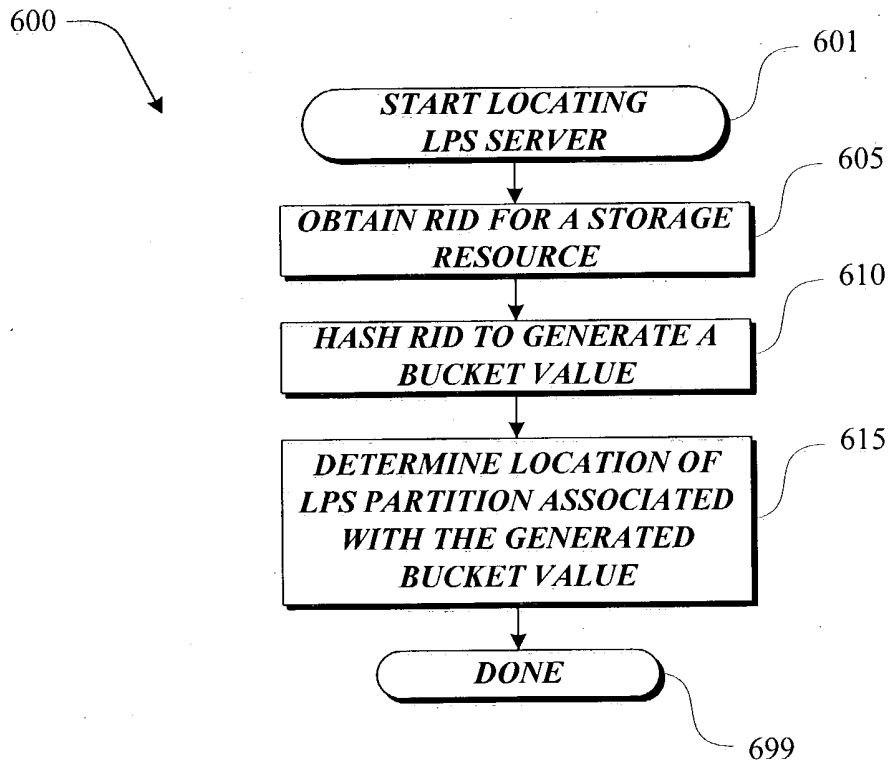 600
601
START LOCATING
LPS SERVER
605
OBTAIN RID FOR A STORAGE
RESOURCE
610
HASH RID TO GENERATE A
BUCKET VALUE
615
DETERMINE LOCATION OF
LPS PARTITION ASSOCIATED
WITH THE GENERATED
BUCKET VALUE
DONE
699